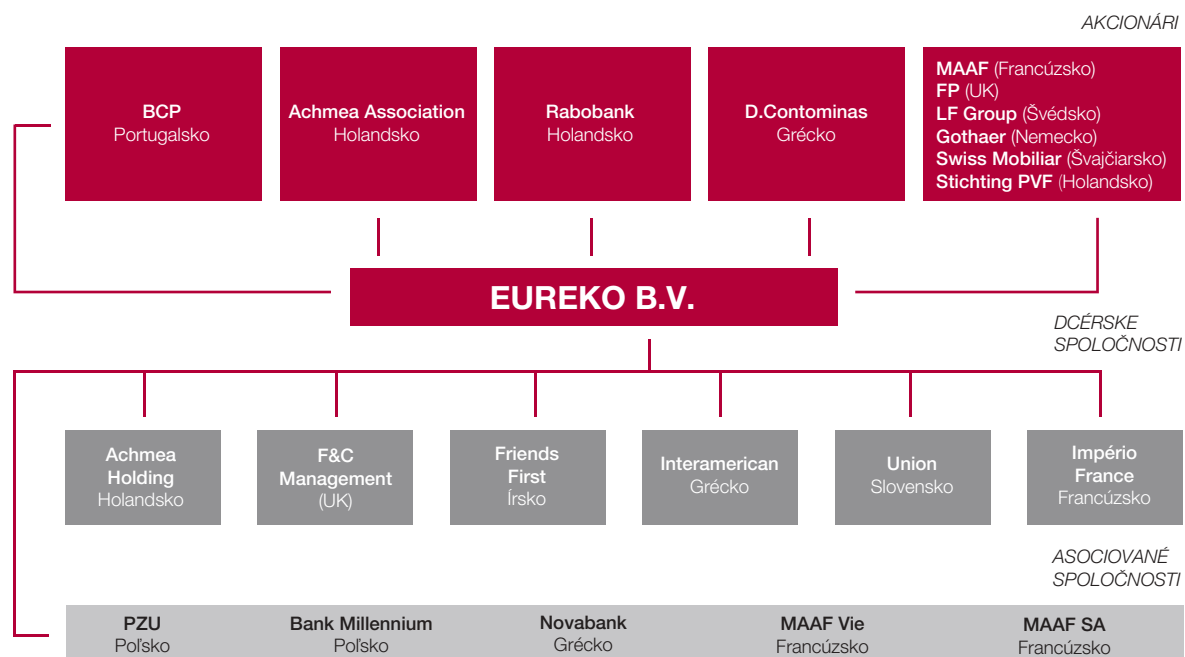 AKCIONÁRI
BCP
Portugalsko
Achmea Association
Holandsko
Rabobank
Holandsko
D.Contominas
Grécko
MAAF (Francúzsko)
FP (UK)
LF Group (Švédsko)
Gothaer (Nemecko)
Swiss Mobiliar (Švajčiarsko)
Stichting PVF (Holandsko)
EUREKO B.V.
DCÉRSKE
SPOLOČNOSTI
Achmea
Holding
Holandsko
F&C
Management
(UK)
Friends
First
Írsko
Interamerican
Grécko
Union
Slovensko
Império
France
Francúzsko
ASOCIOVANÉ
SPOLOČNOSTI
PZU
Poľsko
Bank Millennium
Poľsko
Novabank
Grécko
MAAF Vie
Francúzsko
MAAF SA
Francúzsko